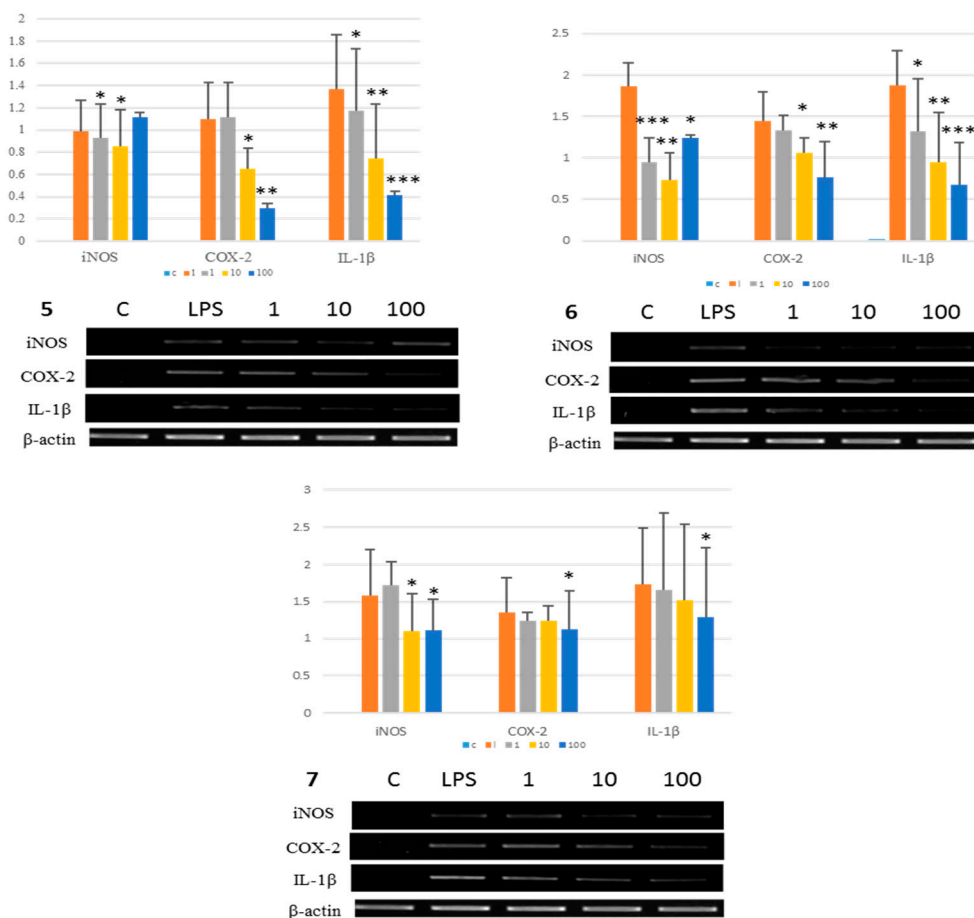 2
1.8
1.6
1.4
1.2
1
0.8
0.6
0.4
0.2
0
* * * ** * ** ***
iNOS COX-2 IL-1β
c l 1 10 100
5 C LPS 1 10 100
iNOS
COX-2
IL-1β
β-actin
2.5
2
1.5
1
0.5
0
*** ** * * ** * ** ***
iNOS COX-2 IL-1β
c l 1 10 100
6 C LPS 1 10 100
iNOS
COX-2
IL-1β
β-actin
3
2.5
2
1.5
1
0.5
0
* * * *
iNOS COX-2 IL-1β
c l 1 10 100
7 C LPS 1 10 100
iNOS
COX-2
IL-1β
β-actin